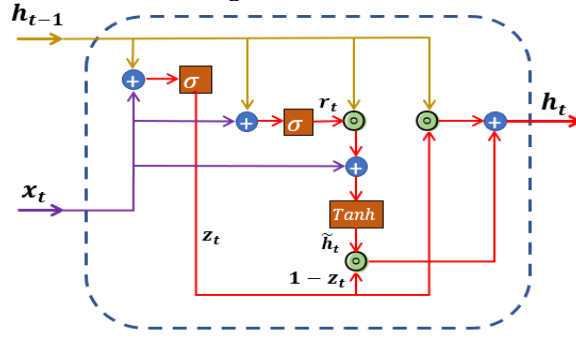 h_{t-1}
σ
σ
r_t
h_t
x_t
Tanh
z_t
h̃_t
1 − z_t